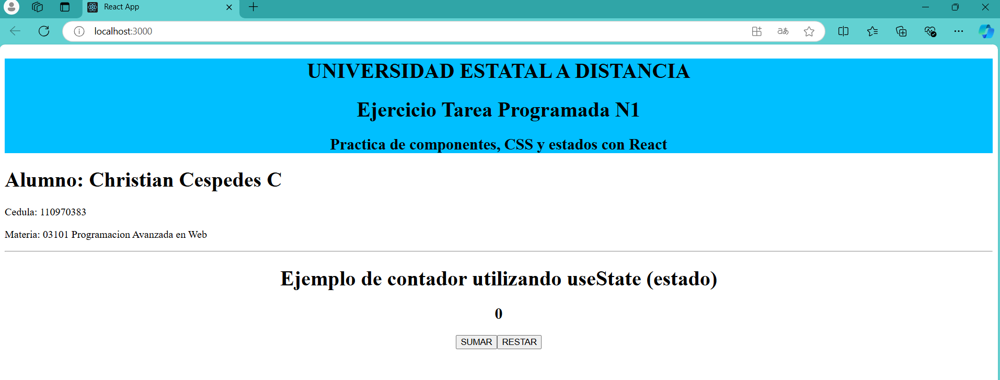 React App
localhost:3000
aあ
UNIVERSIDAD ESTATAL A DISTANCIA
Ejercicio Tarea Programada N1
Practica de componentes, CSS y estados con React
Alumno: Christian Cespedes C
Cedula: 110970383
Materia: 03101 Programacion Avanzada en Web
Ejemplo de contador utilizando useState (estado)
0
SUMAR RESTAR